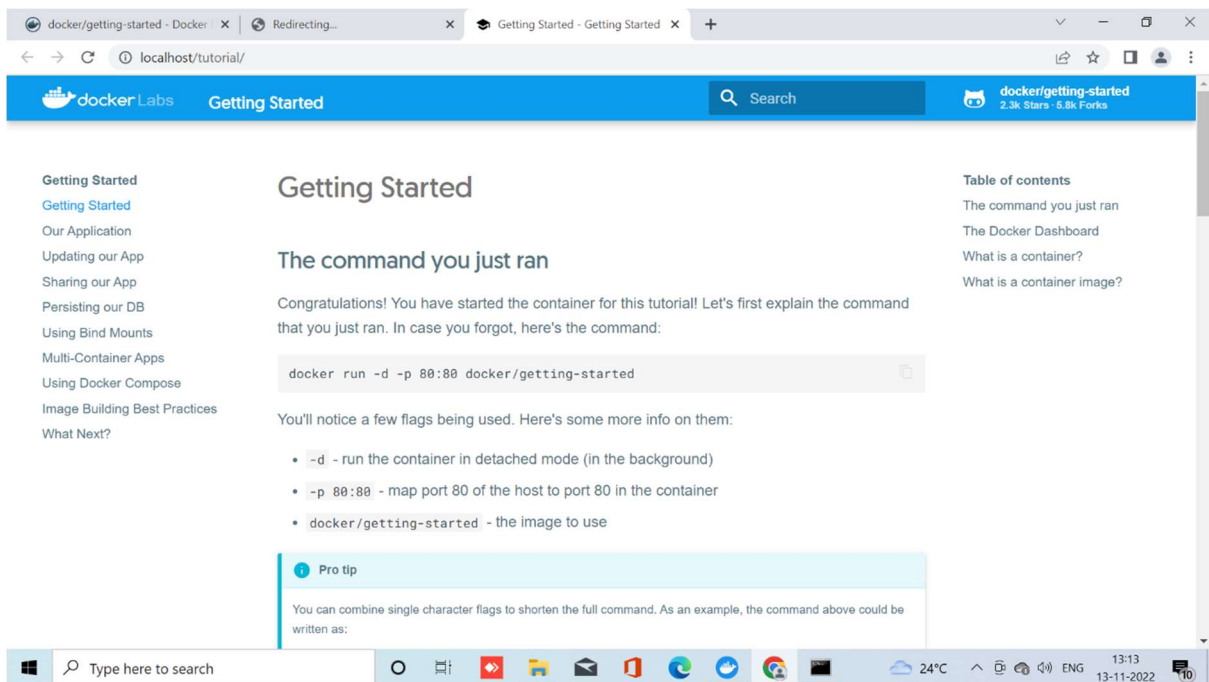 docker/getting-started - Docker
Redirecting...
Getting Started - Getting Started
localhost/tutorial/
dockerLabs
Getting Started
Search
docker/getting-started
2.3k Stars · 5.8k Forks
Getting Started
Getting Started
Our Application
Updating our App
Sharing our App
Persisting our DB
Using Bind Mounts
Multi-Container Apps
Using Docker Compose
Image Building Best Practices
What Next?
Getting Started
The command you just ran
Congratulations! You have started the container for this tutorial! Let's first explain the command
that you just ran. In case you forgot, here's the command:
docker run -d -p 80:80 docker/getting-started
You'll notice a few flags being used. Here's some more info on them:
• -d - run the container in detached mode (in the background)
• -p 80:80 - map port 80 of the host to port 80 in the container
• docker/getting-started - the image to use
Pro tip
You can combine single character flags to shorten the full command. As an example, the command above could be
written as:
Table of contents
The command you just ran
The Docker Dashboard
What is a container?
What is a container image?
Type here to search
24°C
ENG
13:13
13-11-2022
10